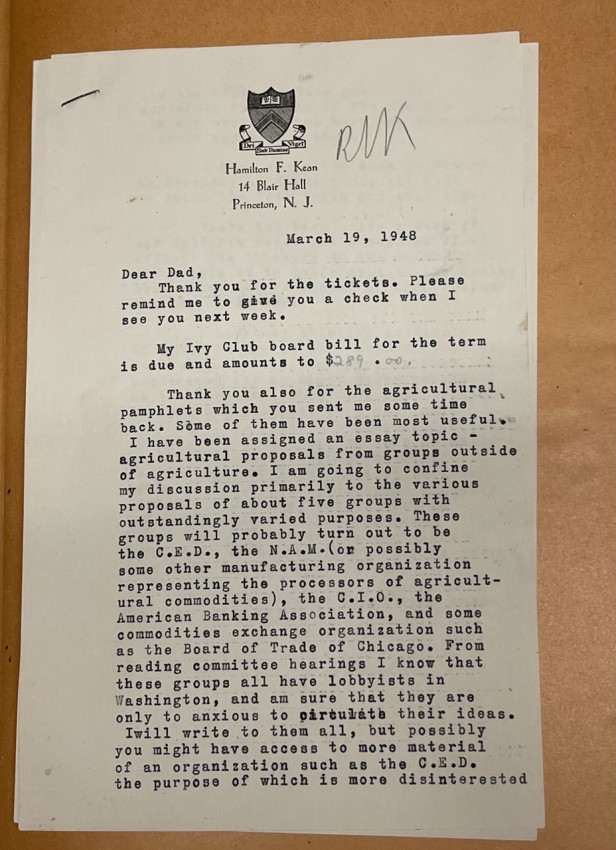 Dei Viget
Sub Numine
RWK
Hamilton F. Kean
14 Blair Hall
Princeton, N. J.
March 19, 1948
Dear Dad,
Thank you for the tickets. Please
remind me to give you a check when I
see you next week.
My Ivy Club board bill for the term
is due and amounts to $289.00.
Thank you also for the agricultural
pamphlets which you sent me some time
back. Some of them have been most useful.
I have been assigned an essay topic -
agricultural proposals from groups outside
of agriculture. I am going to confine
my discussion primarily to the various
proposals of about five groups with
outstandingly varied purposes. These
groups will probably turn out to be
the C.E.D., the N.A.M.(or possibly
some other manufacturing organization
representing the processors of agricult-
ural commodities), the C.I.O., the
American Banking Association, and some
commodities exchange organization such
as the Board of Trade of Chicago. From
reading committee hearings I know that
these groups all have lobbyists in
Washington, and am sure that they are
only to anxious to circulate their ideas.
Iwill write to them all, but possibly
you might have access to more material
of an organization such as the C.E.D.
the purpose of which is more disinterested